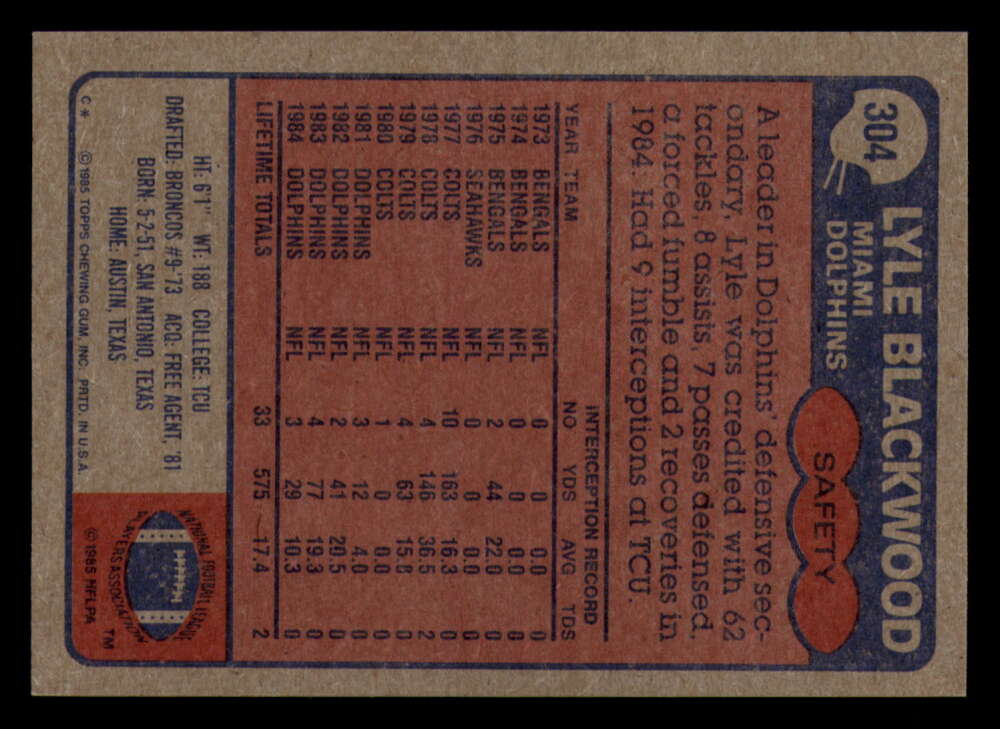 304
LYLE BLACKWOOD
MIAMI
DOLPHINS
SAFETY
A leader in Dolphins' defensive sec-
ondary, Lyle was credited with 62
tackles, 8 assists, 7 passes defensed,
a forced fumble and 2 recoveries in
1984. Had 9 interceptions at TCU.
INTERCEPTION RECORD
YEAR TEAM NO YDS AVG TDS
1973 BENGALS NFL 0 0 0.0 0
1974 BENGALS NFL 0 0 0.0 0
1975 BENGALS NFL 2 44 22.0 0
1976 SEAHAWKS NFL 0 0 0.0 0
1977 COLTS NFL 10 163 16.3 0
1978 COLTS NFL 4 146 36.5 2
1979 COLTS NFL 4 63 15.8 0
1980 COLTS NFL 1 0 0.0 0
1981 DOLPHINS NFL 3 12 4.0 0
1982 DOLPHINS NFL 2 41 20.5 0
1983 DOLPHINS NFL 4 77 19.3 0
1984 DOLPHINS NFL 3 29 10.3 0
LIFETIME TOTALS 33 575 17.4 2
HT: 6'1" WT: 188 COLLEGE: TCU
DRAFTED: BRONCOS #9-73 ACQ: FREE AGENT, '81
BORN: 5-2-51, SAN ANTONIO, TEXAS
HOME: AUSTIN, TEXAS
C* ©1985 TOPPS CHEWING GUM, INC. PRTD. IN U.S.A.
NATIONAL FOOTBALL LEAGUE
PLAYERS ASSOCIATION
TM
©1985 NFLPA